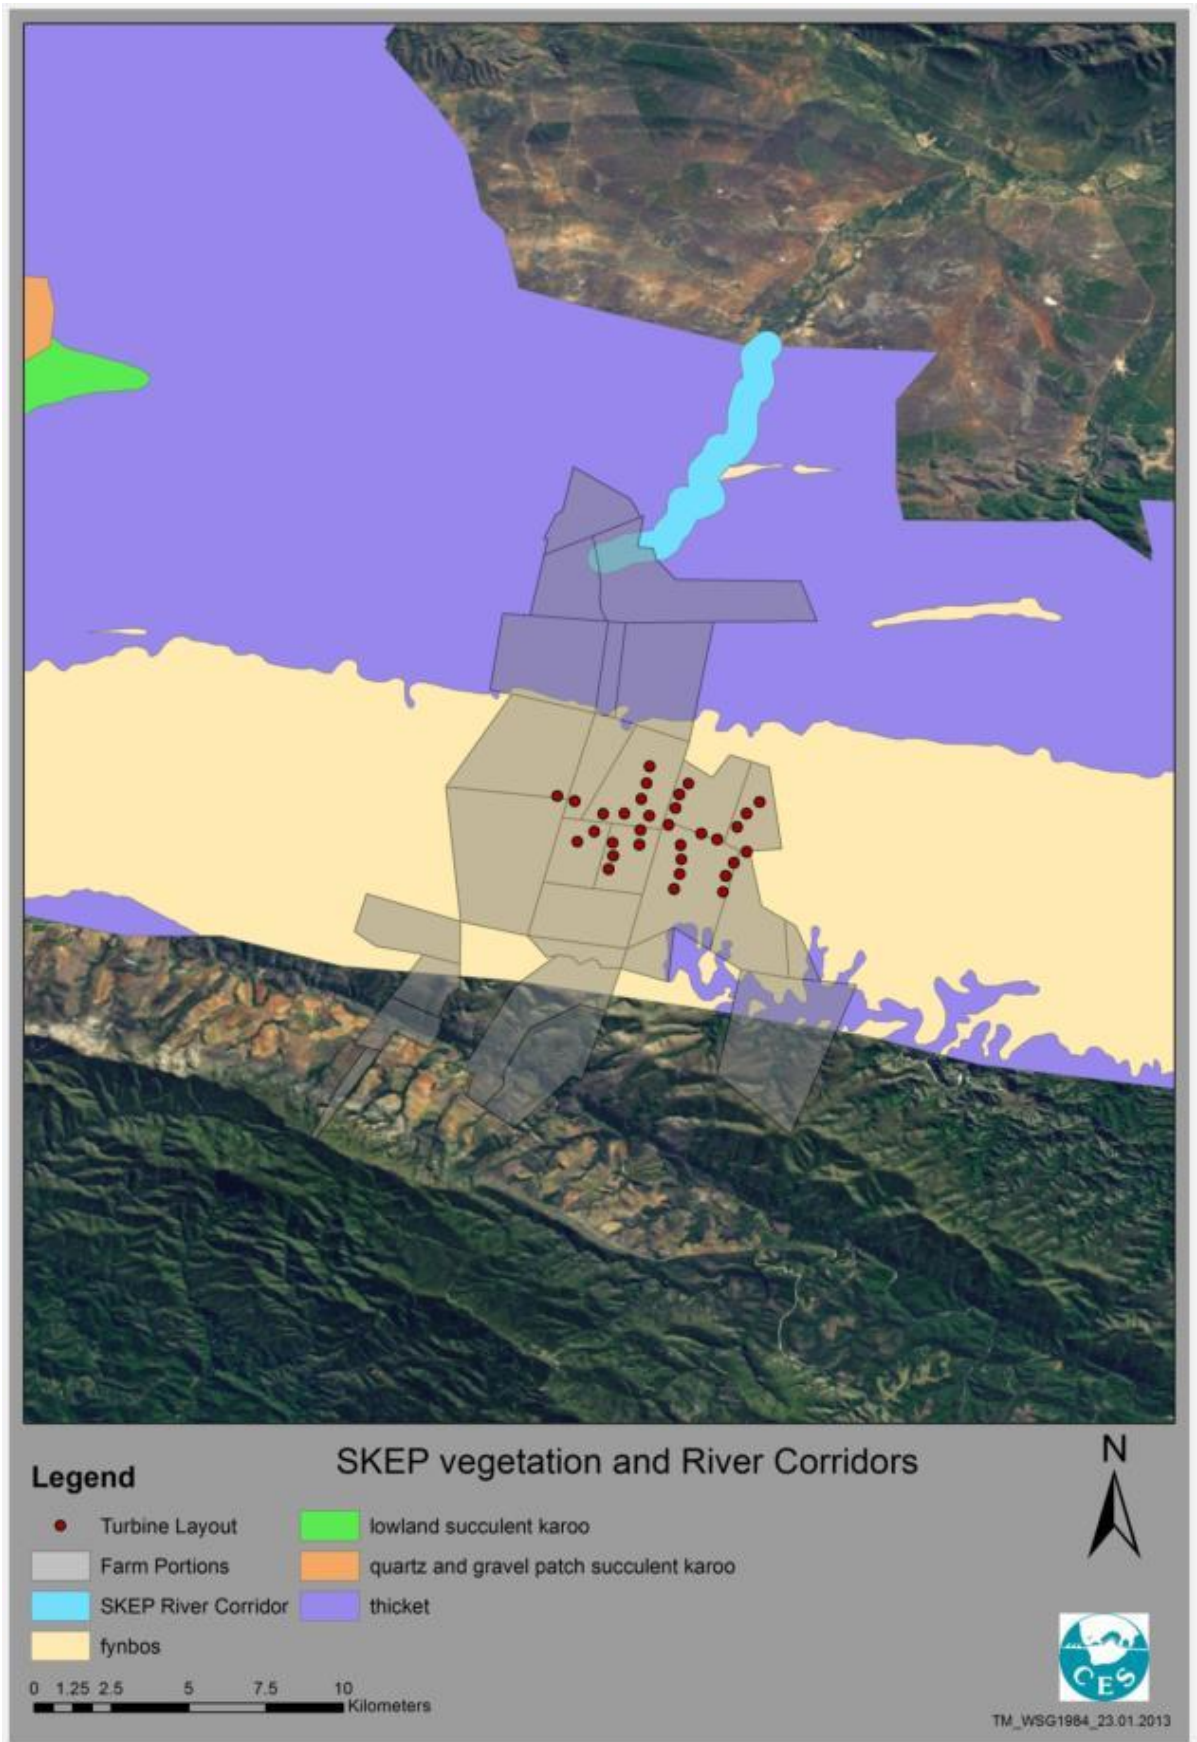 SKEP vegetation and River Corridors
N
Legend
Turbine Layout
Farm Portions
SKEP River Corridor
fynbos
lowland succulent karoo
quartz and gravel patch succulent karoo
thicket
0 1.25 2.5 5 7.5 10
Kilometers
CES
TM_WSG1984_23.01.2013